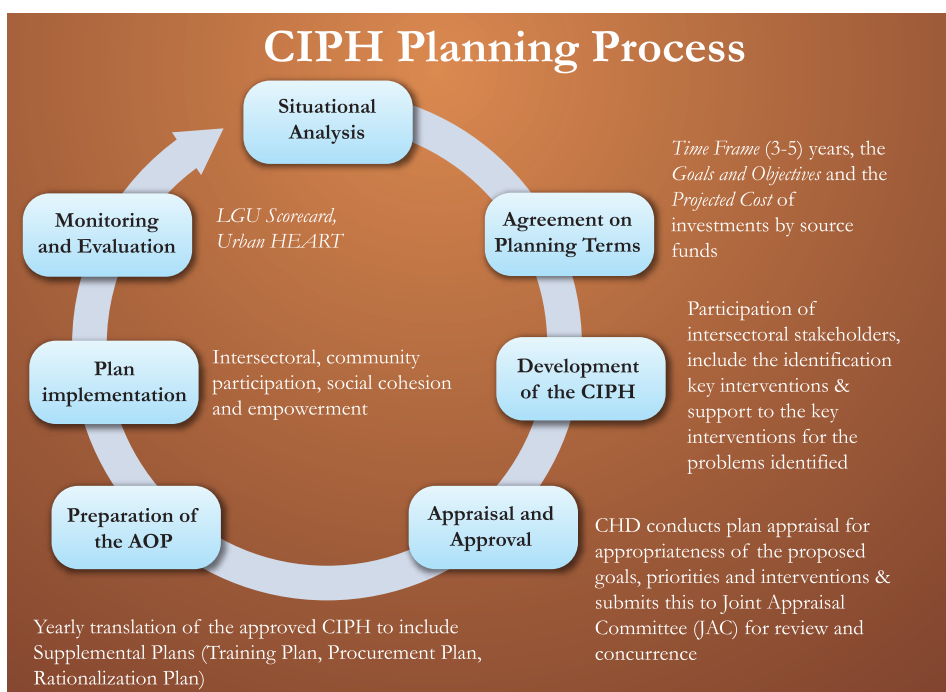 CIPH Planning Process
Situational
Analysis
Time Frame (3-5) years, the
Goals and Objectives and the
Projected Cost of
investments by source
funds
Agreement on
Planning Terms
Participation of
intersectoral stakeholders,
include the identification
key interventions &
support to the key
interventions for the
problems identified
Development
of the CIPH
Appraisal and
Approval
CHD conducts plan appraisal for
appropriateness of the proposed
goals, priorities and interventions &
submits this to Joint Appraisal
Committee (JAC) for review and
concurrence
Preparation of
the AOP
Yearly translation of the approved CIPH to include
Supplemental Plans (Training Plan, Procurement Plan,
Rationalization Plan)
Plan
implementation
Intersectoral, community
participation, social cohesion
and empowerment
Monitoring
and Evaluation
LGU Scorecard,
Urban HEART